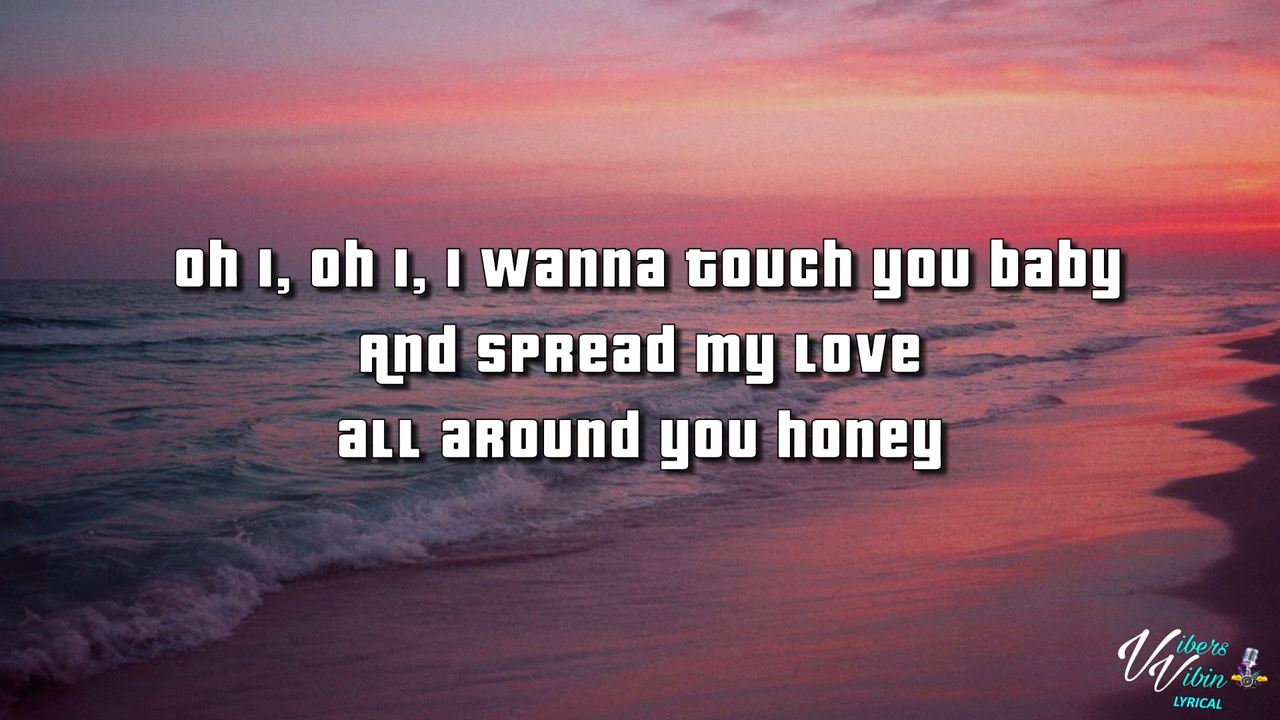 oh I, oh I, I wanna touch you baby
And spread my love
all around you honey
Vibers
Vibin
LYRICAL